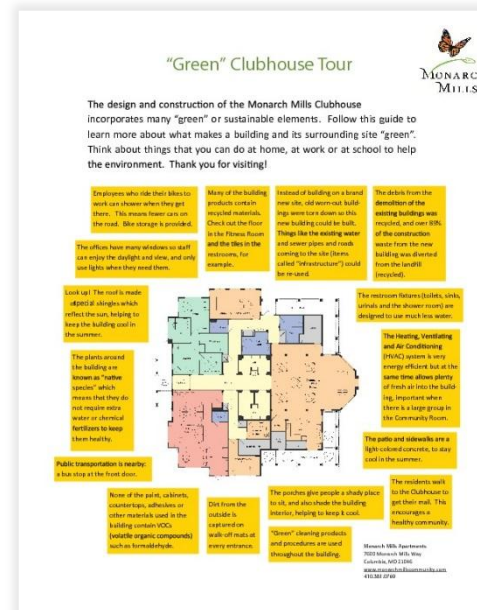 "Green" Clubhouse Tour
MONARCH
MILLS
The design and construction of the Monarch Mills Clubhouse
incorporates many "green" or sustainable elements. Follow this guide to
learn more about what makes a building and its surrounding site "green".
Think about things that you can do at home, at work or at school to help
the environment. Thank you for visiting!
Employees who ride their bikes to
work can shower when they get
there. This means fewer cars on
the road. Bike storage is provided.
Many of the building
products contain
recycled materials.
Check out the floor
in the Fitness Room
and the tiles in the
restrooms, for
example.
Instead of building on a brand
new site, old worn-out build-
ings were torn down so this
new building could be built.
Things like the existing water
and sewer pipes and roads
coming to the site (items
called "infrastructure") could
be re-used.
The debris from the
demolition of the
existing buildings was
recycled, and over
of the construction
waste from the new
building was diverted
from the landfill
(recycled).
The offices have many windows so staff
can enjoy the daylight and view, and only
use lights when they need them.
Look up! The roof is made
special shingles which
reflect the sun, helping to
keep the building cool in
the summer.
The restroom fixtures (toilets, sinks,
urinals and the shower room) are
designed to use much less water.
The plants around
the building are
known as "native
species" which
means that they do
not require extra
water or chemical
fertilizers to keep
them healthy.
The Heating, Ventilating
and Air Conditioning
(HVAC) system is very
energy efficient but at the
same time allows plenty
of fresh air into the build-
ing, important when
there is a large group in
the Community Room.
The patio and sidewalks are a
light-colored concrete, to stay
cool in the summer.
Public transportation is nearby:
a bus stop at the front door.
None of the paint, cabinets,
countertops, adhesives or
other materials used in the
building contain VOCs
(volatile organic compounds)
such as formaldehyde.
Dirt from the
outside is
captured on
walk-off mats at
every entrance.
The porches give people a shady place
to sit, and also shade the building
interior, helping to keep it cool.
"Green" cleaning products
and procedures are used
throughout the building.
The residents walk
to the Clubhouse to
get their mail. This
encourages a
healthy community.
Monarch Mills Apartments
Monarch Mills Way
Columbia, MD
www.monarchmillscommunity.com